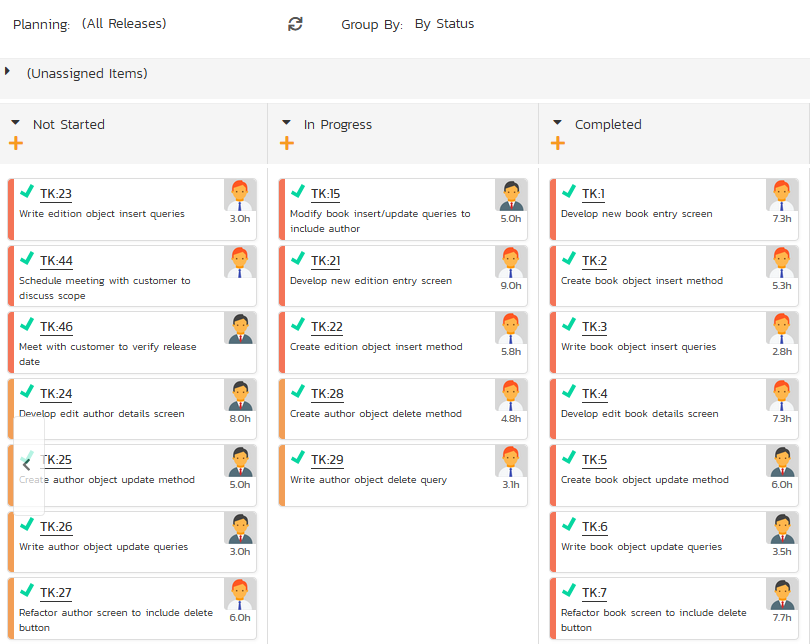 Planning: (All Releases) Group By: By Status
(Unassigned Items)
Not Started
TK:23
Write edition object insert queries
3.0h
TK:44
Schedule meeting with customer to
discuss scope
TK:46
Meet with customer to verify release
date
TK:24
Develop edit author details screen
8.0h
TK:25
Create author object update method
5.0h
TK:26
Write author object update queries
3.0h
TK:27
Refactor author screen to include delete
button
6.0h
In Progress
TK:15
Modify book insert/update queries to
include author
5.0h
TK:21
Develop new edition entry screen
9.0h
TK:22
Create edition object insert method
5.8h
TK:28
Create author object delete method
4.8h
TK:29
Write author object delete query
3.1h
Completed
TK:1
Develop new book entry screen
7.3h
TK:2
Create book object insert method
5.3h
TK:3
Write book object insert queries
2.8h
TK:4
Develop edit book details screen
7.3h
TK:5
Create book object update method
6.0h
TK:6
Write book object update queries
3.5h
TK:7
Refactor book screen to include delete
button
7.7h